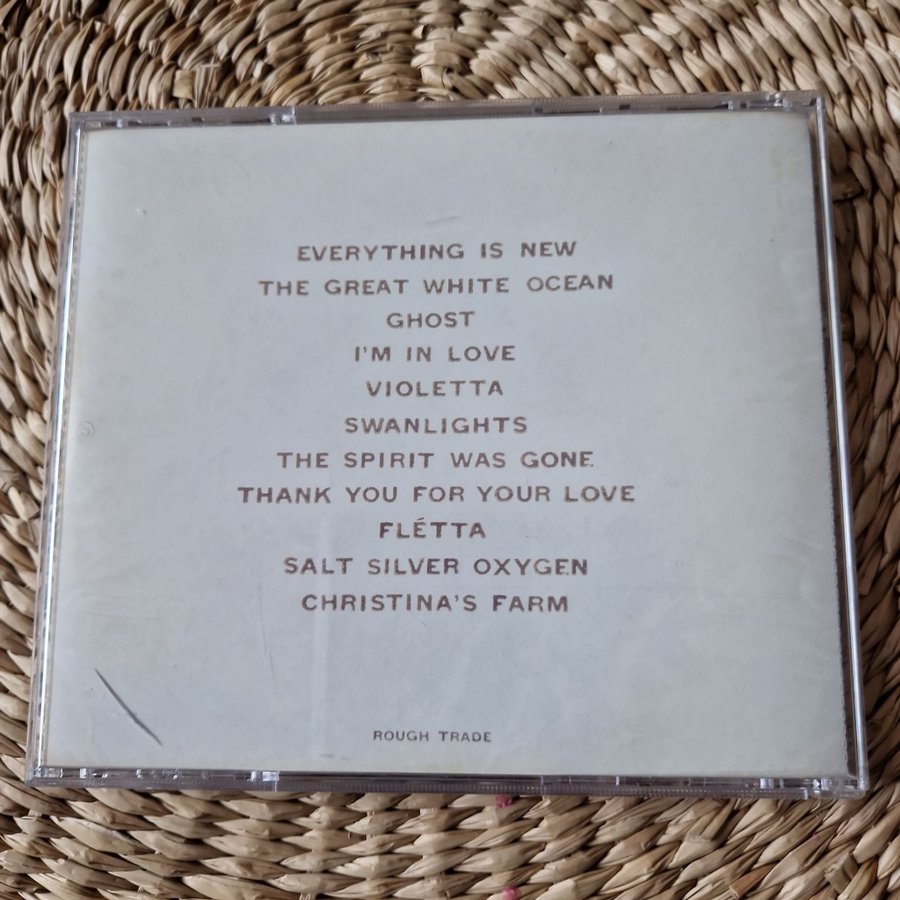 EVERYTHING IS NEW
THE GREAT WHITE OCEAN
GHOST
I'M IN LOVE
VIOLETTA
SWANLIGHTS
THE SPIRIT WAS GONE
THANK YOU FOR YOUR LOVE
FLÉTTA
SALT SILVER OXYGEN
CHRISTINA'S FARM
ROUGH TRADE